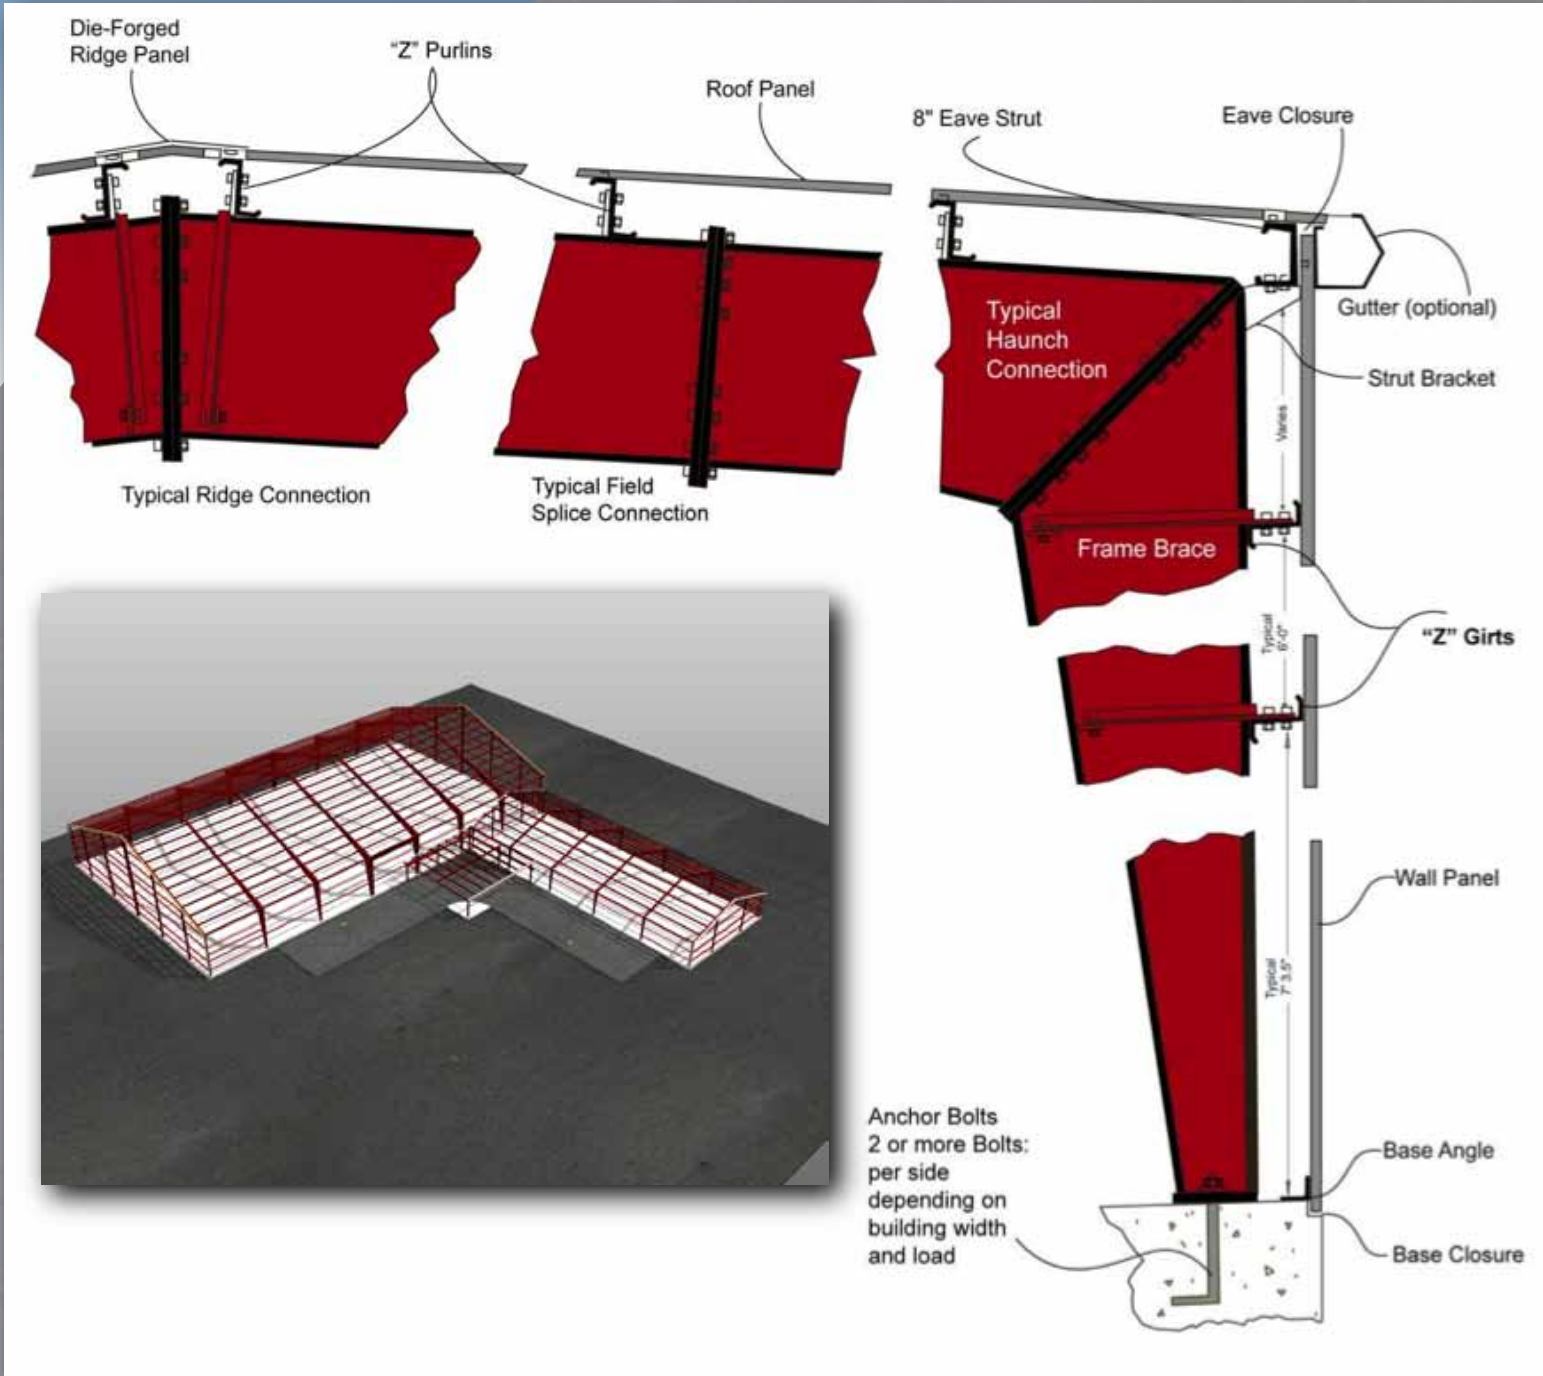 Die-Forged
Ridge Panel
“Z” Purlins
Roof Panel
8" Eave Strut
Eave Closure
Gutter (optional)
Typical
Haunch
Connection
Strut Bracket
Varies
Typical Ridge Connection
Typical Field
Splice Connection
Frame Brace
Typical
6'-0"
“Z” Girts
Wall Panel
Typical
7' 3.5"
Anchor Bolts
2 or more Bolts:
per side
depending on
building width
and load
Base Angle
Base Closure